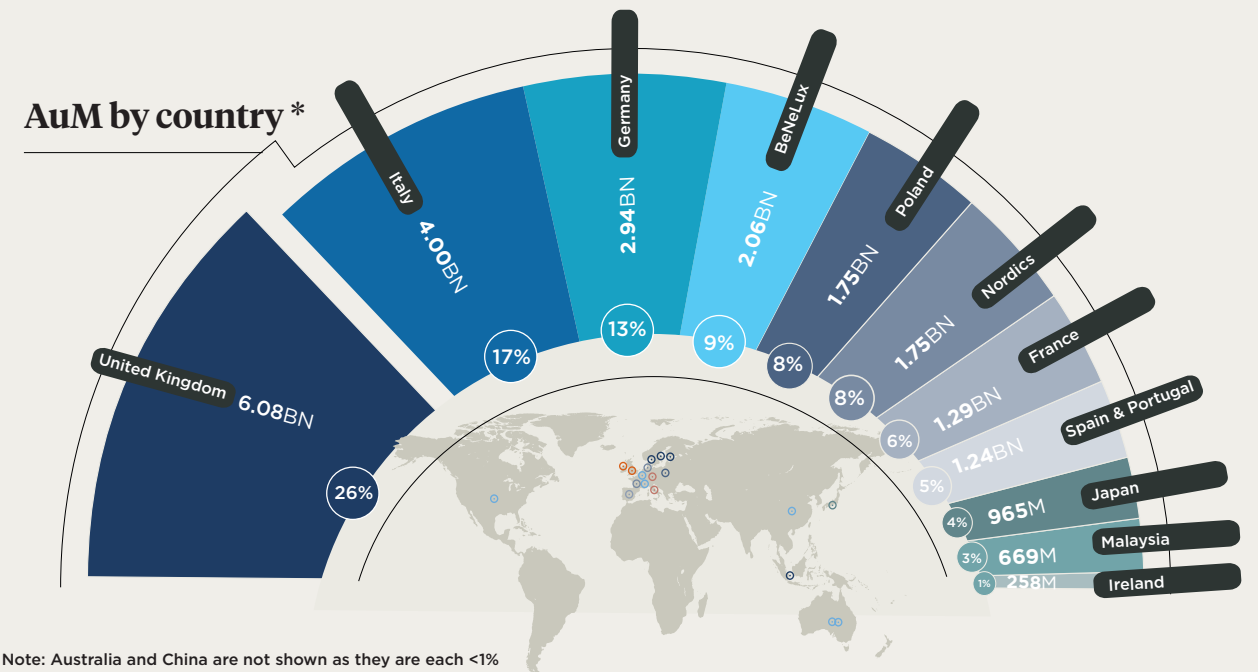 AuM by country *
United Kingdom
6.08BN
26%
Italy
4.00BN
17%
Germany
2.94BN
13%
BeNeLux
2.06BN
9%
Poland
1.75BN
8%
Nordics
1.75BN
8%
France
1.29BN
6%
Spain & Portugal
1.24BN
5%
Japan
965M
4%
Malaysia
669M
3%
Ireland
258M
1%
Note: Australia and China are not shown as they are each <1%